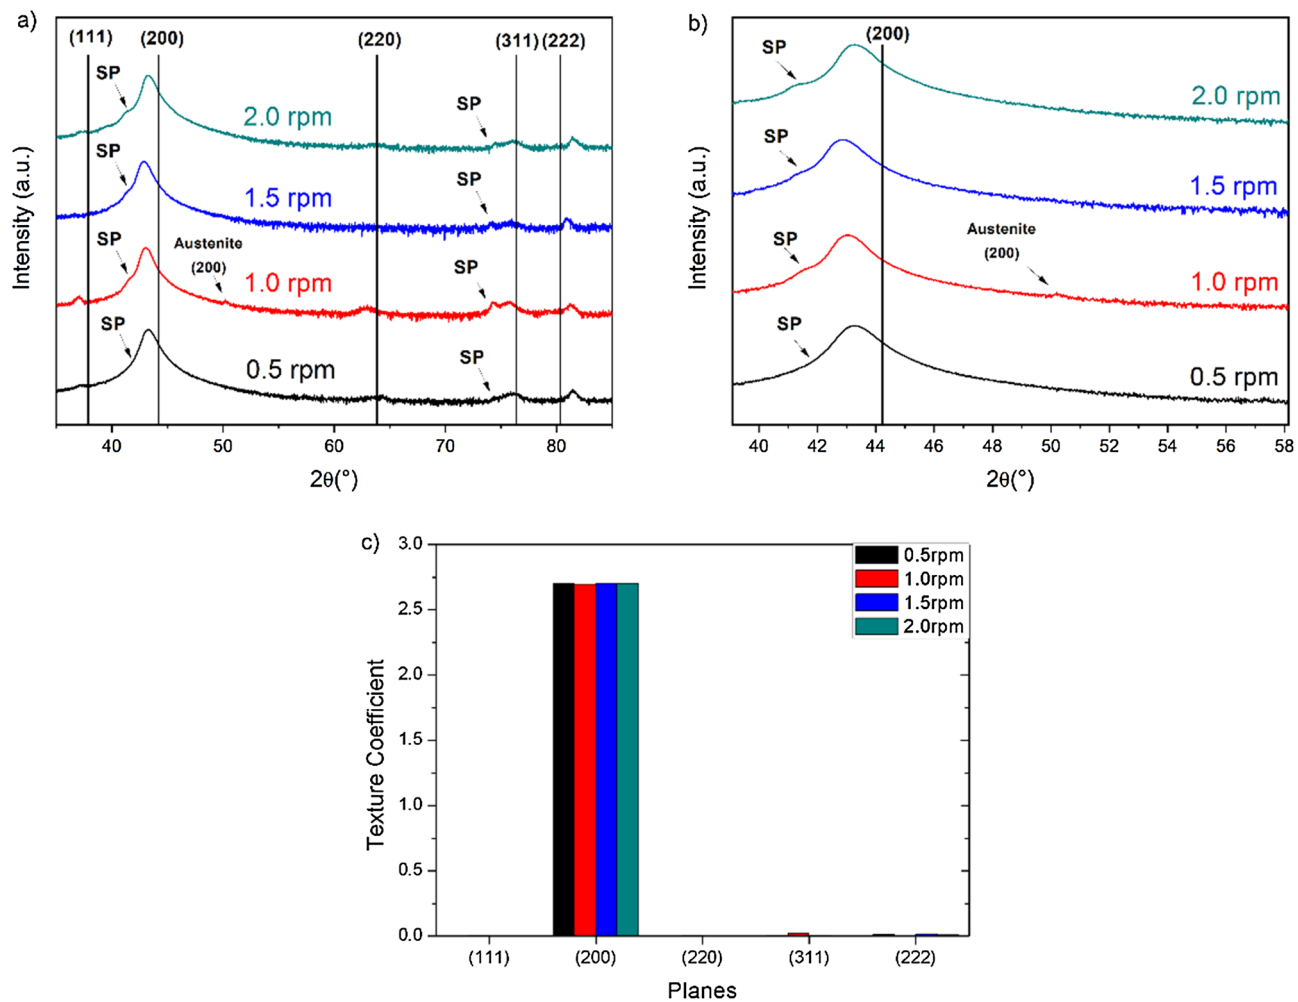 a)
(111)
(200)
(220)
(311)
(222)
SP
2.0 rpm
SP
SP
1.5 rpm
SP
SP
Austenite
(200)
1.0 rpm
SP
SP
0.5 rpm
SP
Intensity (a.u.)
40
50
60
70
80
2θ(°)
b)
(200)
SP
2.0 rpm
SP
1.5 rpm
SP
Austenite
(200)
1.0 rpm
SP
0.5 rpm
Intensity (a.u.)
40
42
44
46
48
50
52
54
56
58
2θ(°)
c)
3.0
2.5
2.0
1.5
1.0
0.5
0.0
Texture Coefficient
0.5rpm
1.0rpm
1.5rpm
2.0rpm
(111)
(200)
(220)
(311)
(222)
Planes